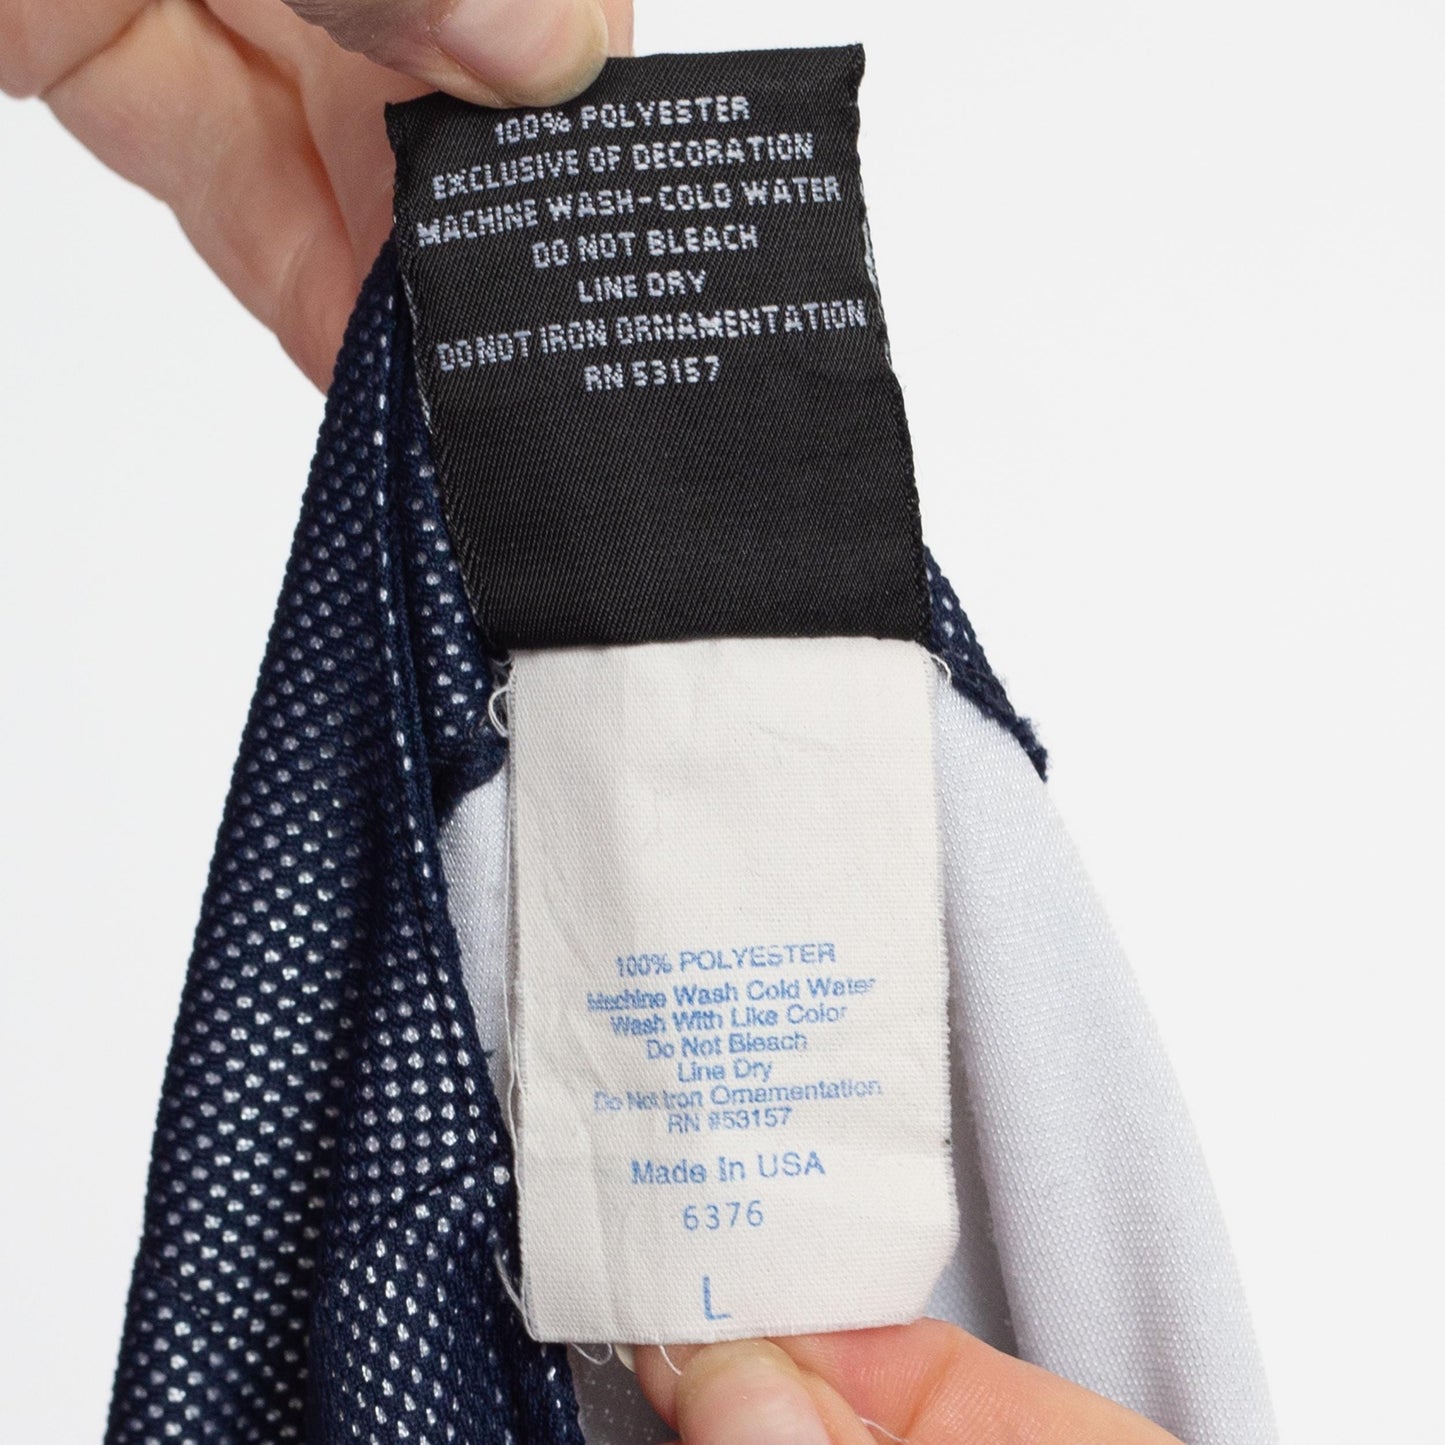 100% POLYESTER
EXCLUSIVE OF DECORATION
MACHINE WASH-COLD WATER
DO NOT BLEACH
LINE DRY
DO NOT IRON ORNAMENTATION
RN 53157
100% POLYESTER
Machine Wash Cold Water
Wash With Like Color
Do Not Bleach
Line Dry
Do Not Iron Ornamentation
RN #53157
Made In USA
6376
L